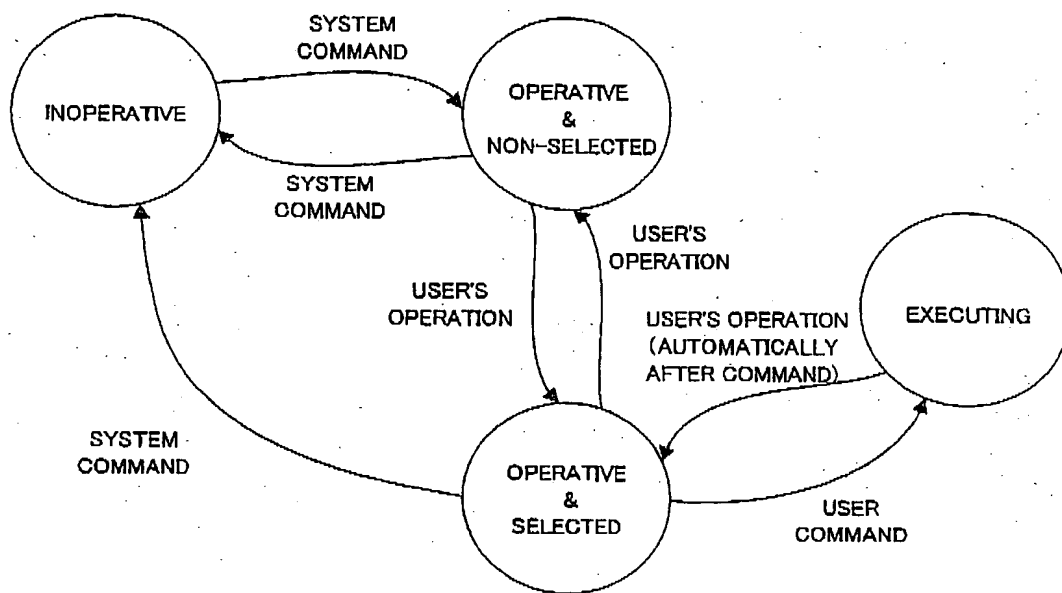 SYSTEM
COMMAND
INOPERATIVE
OPERATIVE
&
NON-SELECTED
SYSTEM
COMMAND
USER'S
OPERATION
USER'S
OPERATION
EXECUTING
USER'S OPERATION
(AUTOMATICALLY
AFTER COMMAND)
SYSTEM
COMMAND
OPERATIVE
&
SELECTED
USER
COMMAND